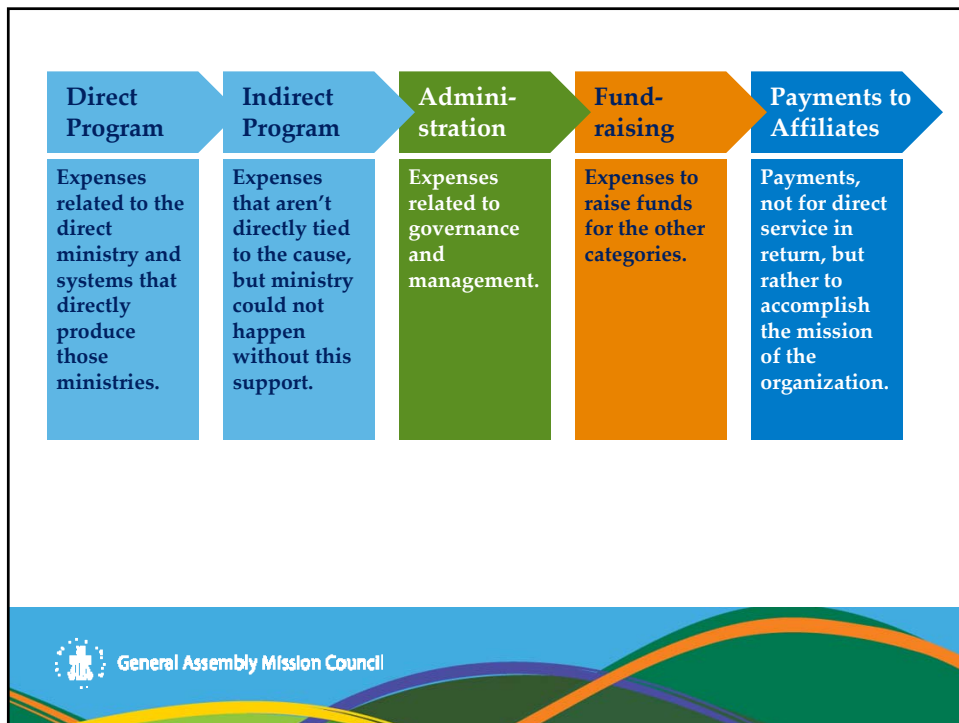 Direct
Program
Expenses
related to the
direct
ministry and
systems that
directly
produce
those
ministries.
Indirect
Program
Expenses
that aren't
directly tied
to the cause,
but ministry
could not
happen
without this
support.
Admini-
stration
Expenses
related to
governance
and
management.
Fund-
raising
Expenses to
raise funds
for the other
categories.
Payments to
Affiliates
Payments,
not for direct
service in
return, but
rather to
accomplish
the mission
of the
organization.
General Assembly Mission Council